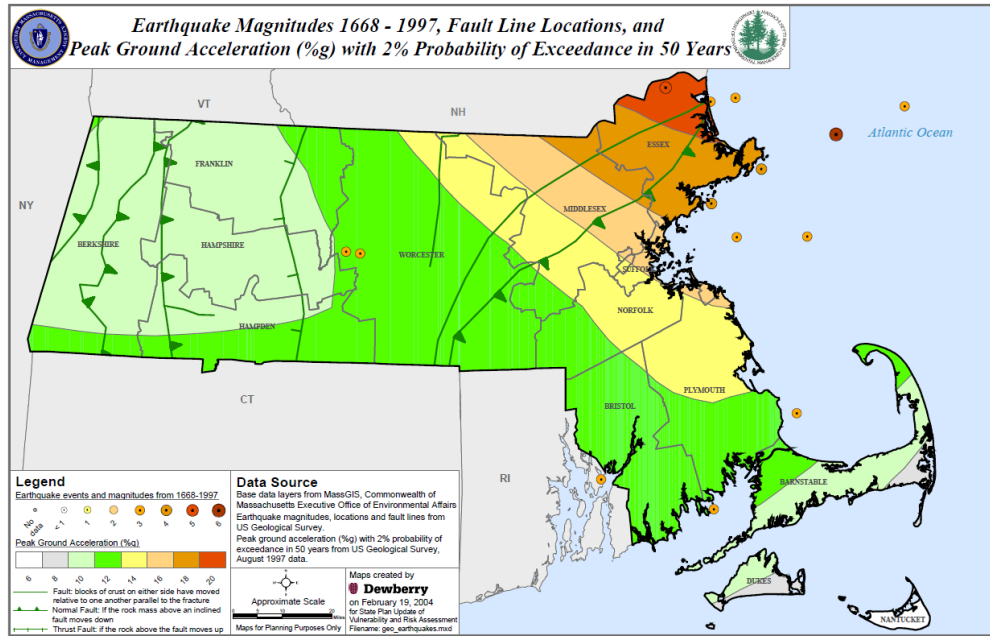 Earthquake Magnitudes 1668 - 1997, Fault Line Locations, and
Peak Ground Acceleration (%g) with 2% Probability of Exceedance in 50 Years
VT
NH
Atlantic Ocean
ESSEX
FRANKLIN
NY
MIDDLESEX
BERKSHIRE
HAMPSHIRE
WORCESTER
SUFFOLK
NORFOLK
HAMPDEN
PLYMOUTH
CT
BRISTOL
RI
BARNSTABLE
DUKES
NANTUCKET
Legend
Earthquake events and magnitudes from 1668-1997
No data
< 1
1
2
3
4
5
6
Peak Ground Acceleration (%g)
6
8
10
12
14
16
18
20
Fault: blocks of crust on either side have moved
relative to one another parallel to the fracture
Normal Fault: If the rock mass above an inclined
fault moves down
Thrust Fault: if the rock above the fault moves up
Data Source
Base data layers from MassGIS, Commonwealth of
Massachusetts Executive Office of Environmental Affairs
Earthquake magnitudes, locations and fault lines from
US Geological Survey.
Peak ground acceleration (%g) with 2% probability of
exceedance in 50 years from US Geological Survey,
August 1997 data.
Approximate Scale
0
5
10
20
Miles
Maps for Planning Purposes Only
Maps created by
Dewberry
on February 19, 2004
for State Plan Update of
Vulnerability and Risk Assessment
Filename: geo_earthquakes.mxd